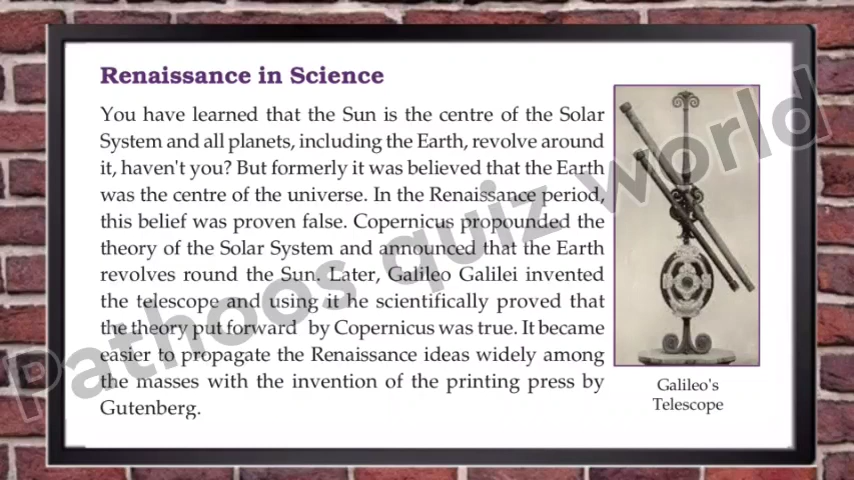 Renaissance in Science
You have learned that the Sun is the centre of the Solar
System and all planets, including the Earth, revolve around
it, haven't you? But formerly it was believed that the Earth
was the centre of the universe. In the Renaissance period,
this belief was proven false. Copernicus propounded the
theory of the Solar System and announced that the Earth
revolves round the Sun. Later, Galileo Galilei invented
the telescope and using it he scientifically proved that
the theory put forward by Copernicus was true. It became
easier to propagate the Renaissance ideas widely among
the masses with the invention of the printing press by
Gutenberg.
Galileo's
Telescope
Pathoos quiz world